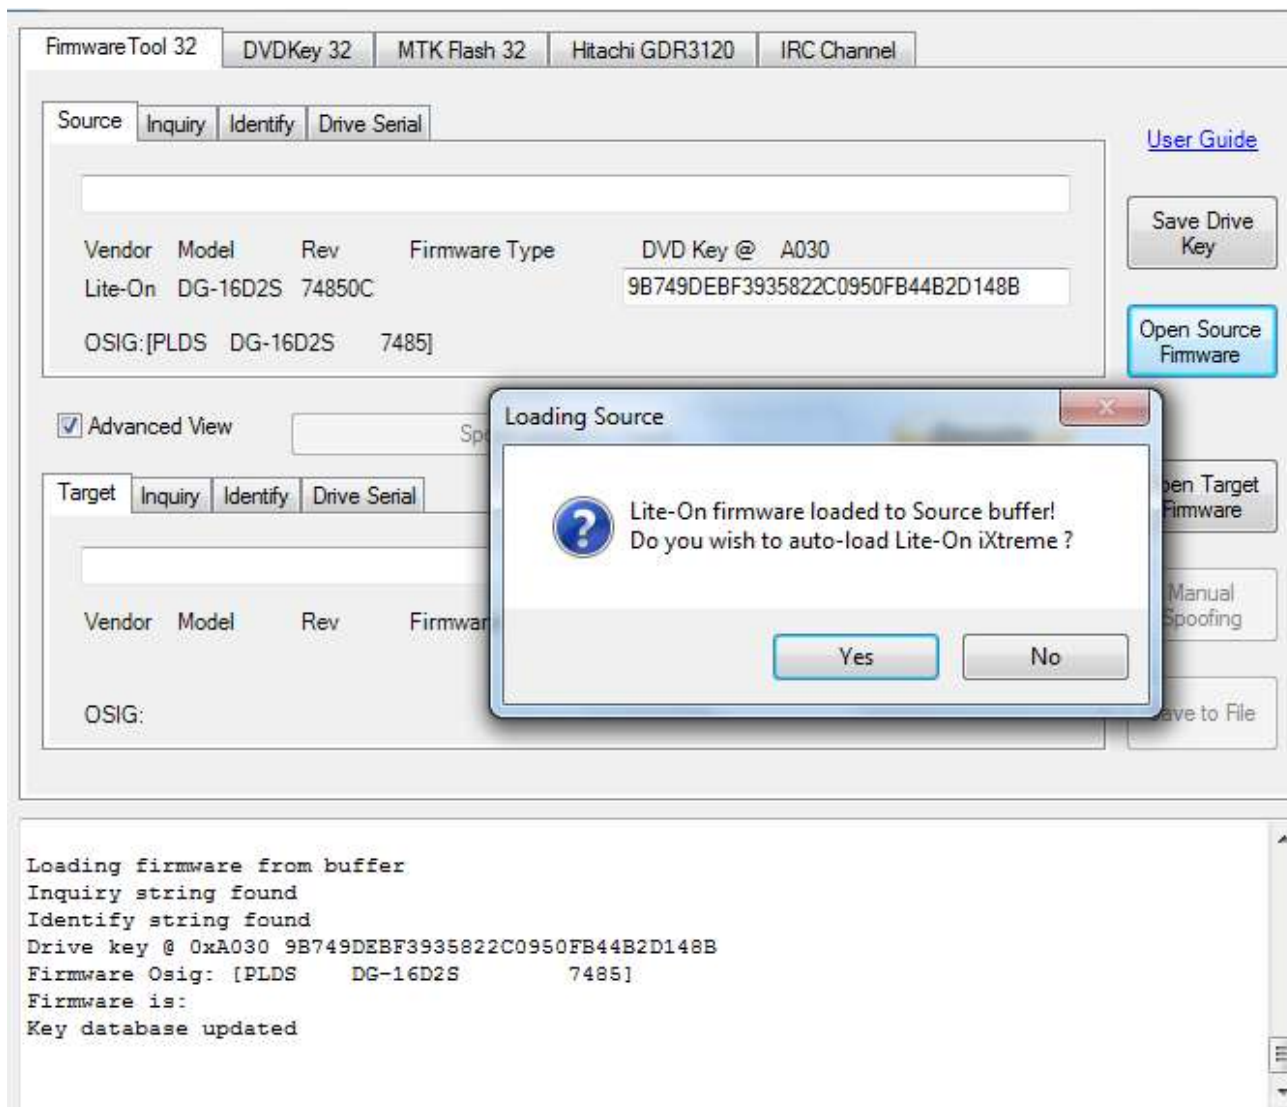 FirmwareTool 32 DVDKey 32 MTK Flash 32 Hitachi GDR3120 IRC Channel
Source Inquiry Identify Drive Serial
User Guide
Save Drive
Key
Vendor Model Rev Firmware Type DVD Key @ A030
Lite-On DG-16D2S 74850C 9B749DEBF3935822C0950FB44B2D148B
OSIG:[PLDS DG-16D2S 7485]
Open Source
Firmware
Advanced View
Loading Source
Lite-On firmware loaded to Source buffer!
Do you wish to auto-load Lite-On iXtreme ?
Yes No
Target Inquiry Identify Drive Serial
Target
Firmware
Vendor Model Rev
Manual
Spoofing
OSIG:
to File
Loading firmware from buffer
Inquiry string found
Identify string found
Drive key @ 0xA030 9B749DEBF3935822C0950FB44B2D148B
Firmware Osig: [PLDS DG-16D2S 7485]
Firmware is:
Key database updated